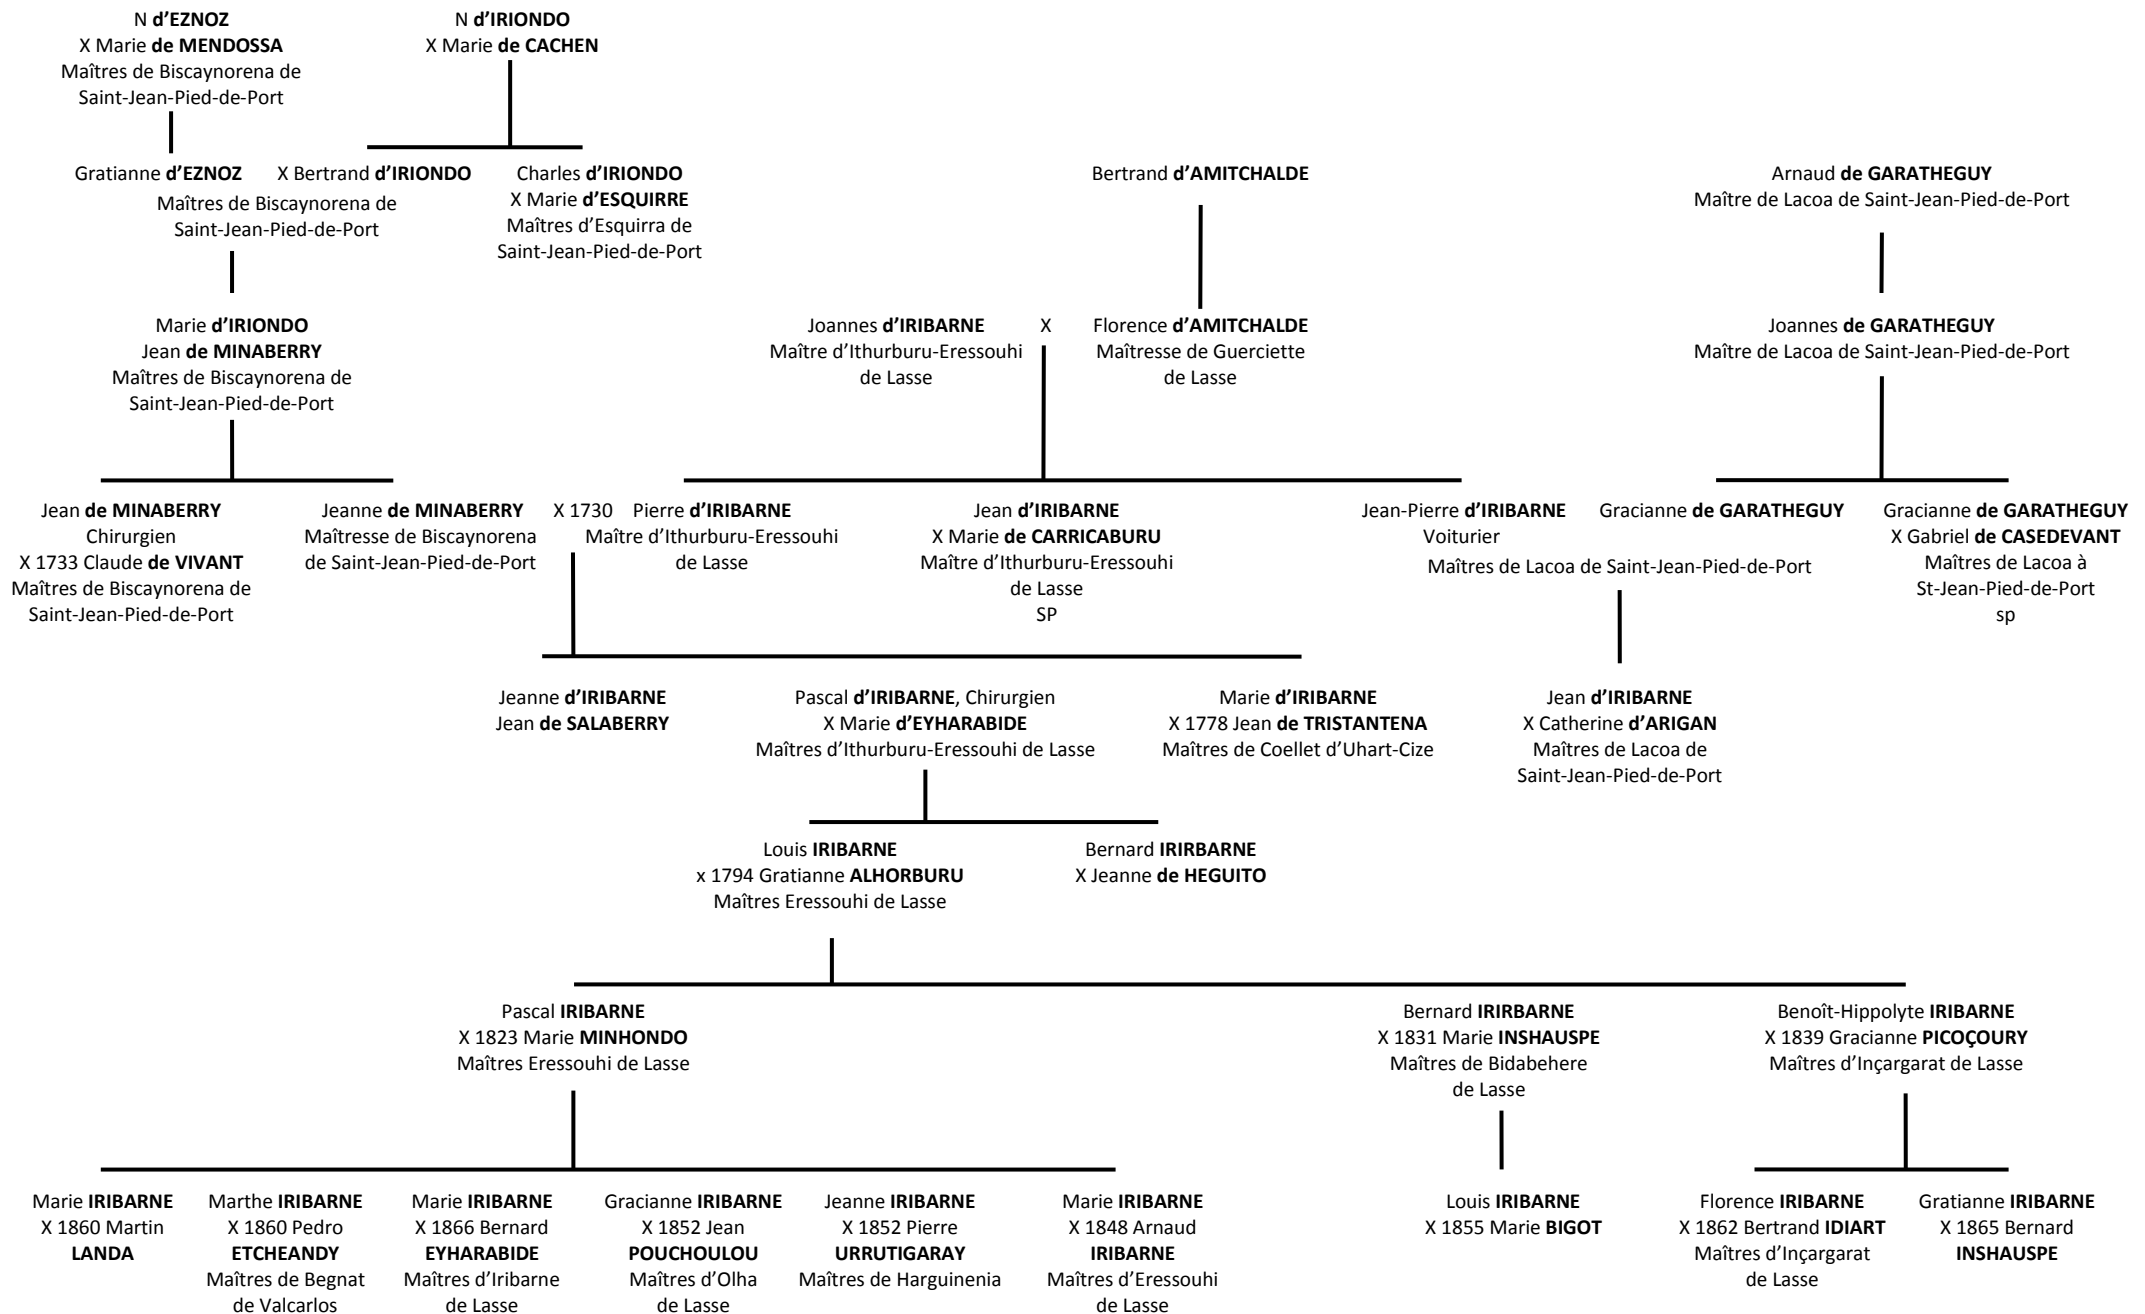 N d'EZNOZ
X Marie de MENDOSSA
Maîtres de Biscaynorena de
Saint-Jean-Pied-de-Port
N d'IRIONDO
X Marie de CACHEN
Gratianne d'EZNOZ
X Bertrand d'IRIONDO
Maîtres de Biscaynorena de
Saint-Jean-Pied-de-Port
Charles d'IRIONDO
X Marie d'ESQUIRRE
Maîtres d'Esquirra de
Saint-Jean-Pied-de-Port
Bertrand d'AMITCHALDE
Arnaud de GARATHEGUY
Maître de Lacoa de Saint-Jean-Pied-de-Port
Marie d'IRIONDO
Jean de MINABERRY
Maîtres de Biscaynorena de
Saint-Jean-Pied-de-Port
Joannes d'IRIBARNE
Maître d'Ithurburu-Eressouhi
de Lasse
X
Florence d'AMITCHALDE
Maîtresse de Guerciette
de Lasse
Joannes de GARATHEGUY
Maître de Lacoa de Saint-Jean-Pied-de-Port
Jean de MINABERRY
Chirurgien
X 1733 Claude de VIVANT
Maîtres de Biscaynorena de
Saint-Jean-Pied-de-Port
Jeanne de MINABERRY
Maîtresse de Biscaynorena
de Saint-Jean-Pied-de-Port
X 1730
Pierre d'IRIBARNE
Maître d'Ithurburu-Eressouhi
de Lasse
Jean d'IRIBARNE
X Marie de CARRICABURU
Maître d'Ithurburu-Eressouhi
de Lasse
SP
Jean-Pierre d'IRIBARNE
Voiturier
Gracianne de GARATHEGUY
Maîtres de Lacoa de Saint-Jean-Pied-de-Port
Gracianne de GARATHEGUY
X Gabriel de CASEDEVANT
Maîtres de Lacoa à
St-Jean-Pied-de-Port
sp
Jeanne d'IRIBARNE
Jean de SALABERRY
Pascal d'IRIBARNE, Chirurgien
X Marie d'EYHARABIDE
Maîtres d'Ithurburu-Eressouhi de Lasse
Marie d'IRIBARNE
X 1778 Jean de TRISTANTENA
Maîtres de Coellet d'Uhart-Cize
Jean d'IRIBARNE
X Catherine d'ARIGAN
Maîtres de Lacoa de
Saint-Jean-Pied-de-Port
Louis IRIBARNE
x 1794 Gratianne ALHORBURU
Maîtres Eressouhi de Lasse
Bernard IRIRBARNE
X Jeanne de HEGUITO
Pascal IRIBARNE
X 1823 Marie MINHONDO
Maîtres Eressouhi de Lasse
Bernard IRIRBARNE
X 1831 Marie INSHAUSPE
Maîtres de Bidabehere
de Lasse
Benoît-Hippolyte IRIBARNE
X 1839 Gracianne PICOÇOURY
Maîtres d'Inçargarat de Lasse
Marie IRIBARNE
X 1860 Martin
LANDA
Marthe IRIBARNE
X 1860 Pedro
ETCHEANDY
Maîtres de Begnat
de Valcarlos
Marie IRIBARNE
X 1866 Bernard
EYHARABIDE
Maîtres d'Iribarne
de Lasse
Gracianne IRIBARNE
X 1852 Jean
POUCHOULOU
Maîtres d'Olha
de Lasse
Jeanne IRIBARNE
X 1852 Pierre
URRUTIGARAY
Maîtres de Harguinenia
Marie IRIBARNE
X 1848 Arnaud
IRIBARNE
Maîtres d'Eressouhi
de Lasse
Louis IRIBARNE
X 1855 Marie BIGOT
Florence IRIBARNE
X 1862 Bertrand IDIART
Maîtres d'Inçargarat
de Lasse
Gratianne IRIBARNE
X 1865 Bernard
INSHAUSPE